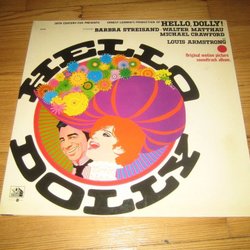 20TH CENTURY-FOX PRESENTS ERNEST LEHMAN'S PRODUCTION OF HELLO, DOLLY!
BARBRA STREISAND WALTER MATTHAU
MICHAEL CRAWFORD
LOUIS ARMSTRONG
Original motion picture
soundtrack album
HELLO
DOLLY